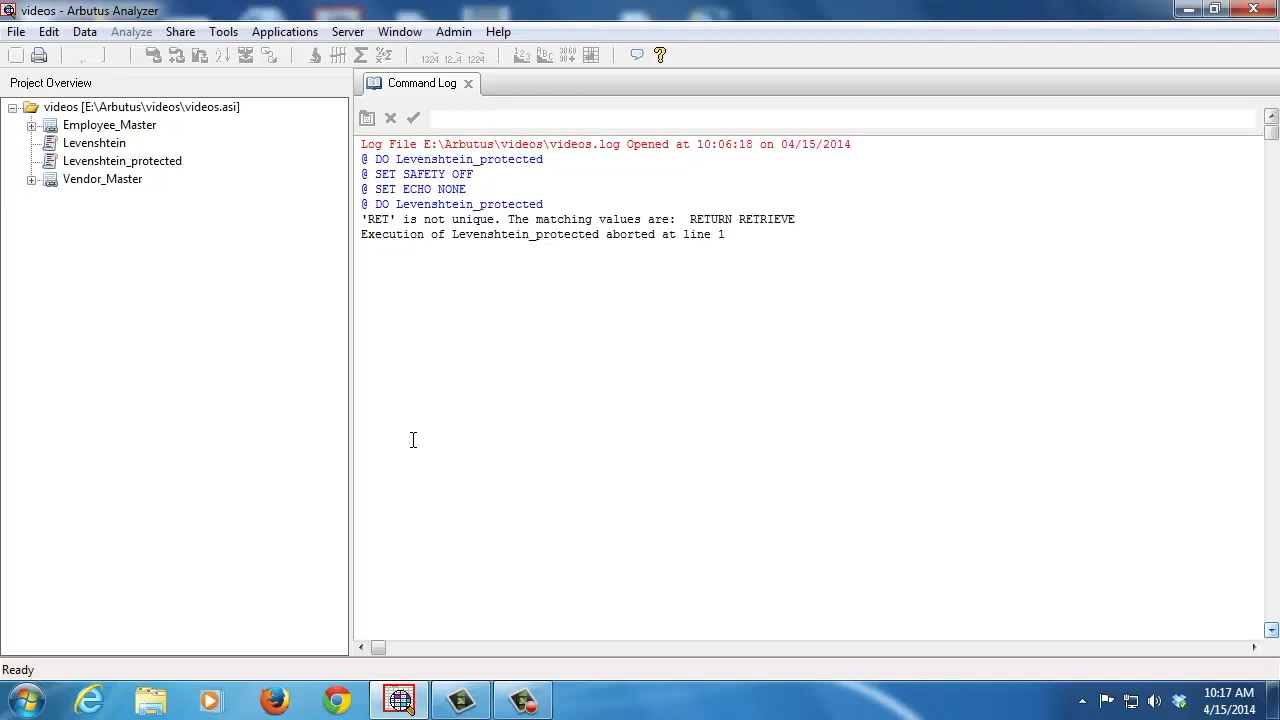 videos - Arbutus Analyzer
File Edit Data Analyze Share Tools Applications Server Window Admin Help
Project Overview
Command Log
videos [E:\Arbutus\videos\videos.asi]
Employee_Master
Levenshtein
Levenshtein_protected
Vendor_Master
Log File E:\Arbutus\videos\videos.log Opened at 10:06:18 on 04/15/2014
@ DO Levenshtein_protected
@ SET SAFETY OFF
@ SET ECHO NONE
@ DO Levenshtein_protected
'RET' is not unique. The matching values are:  RETURN RETRIEVE
Execution of Levenshtein_protected aborted at line 1
Ready
10:17 AM
4/15/2014